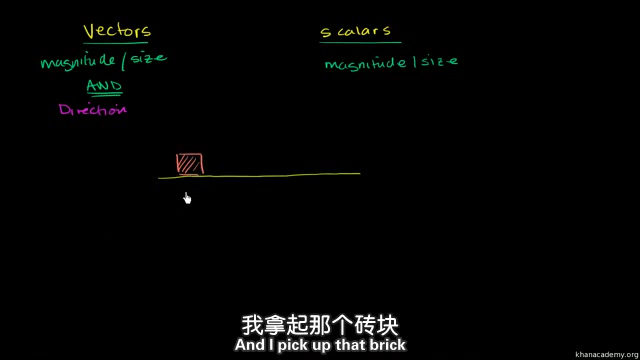 Vectors
magnitude / size
AND
Direction
scalars
magnitude / size
我拿起那个砖块
And I pick up that brick
khanacademy.org